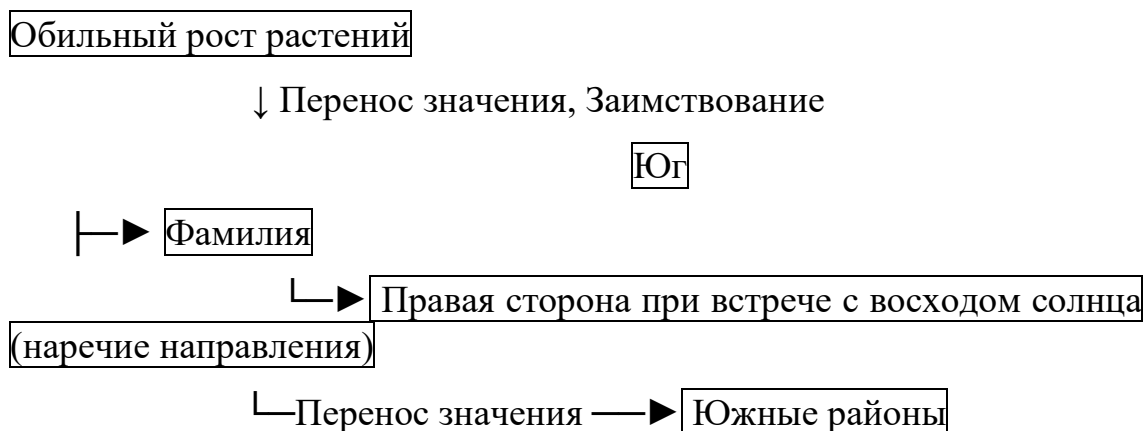 Обильный рост растений
↓ Перенос значения, Заимствование
Юг
├─► Фамилия
└─► Правая сторона при встрече с восходом солнца
(наречие направления)
└─Перенос значения ──► Южные районы